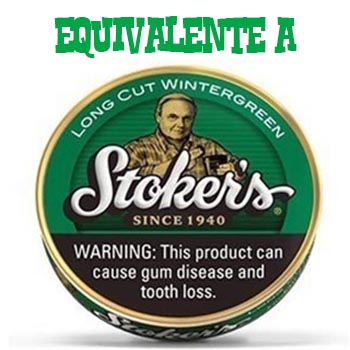 EQUIVALENTE A
LONG CUT WINTERGREEN
Stoker's®
SINCE 1940
WARNING: This product can
cause gum disease and
tooth loss.